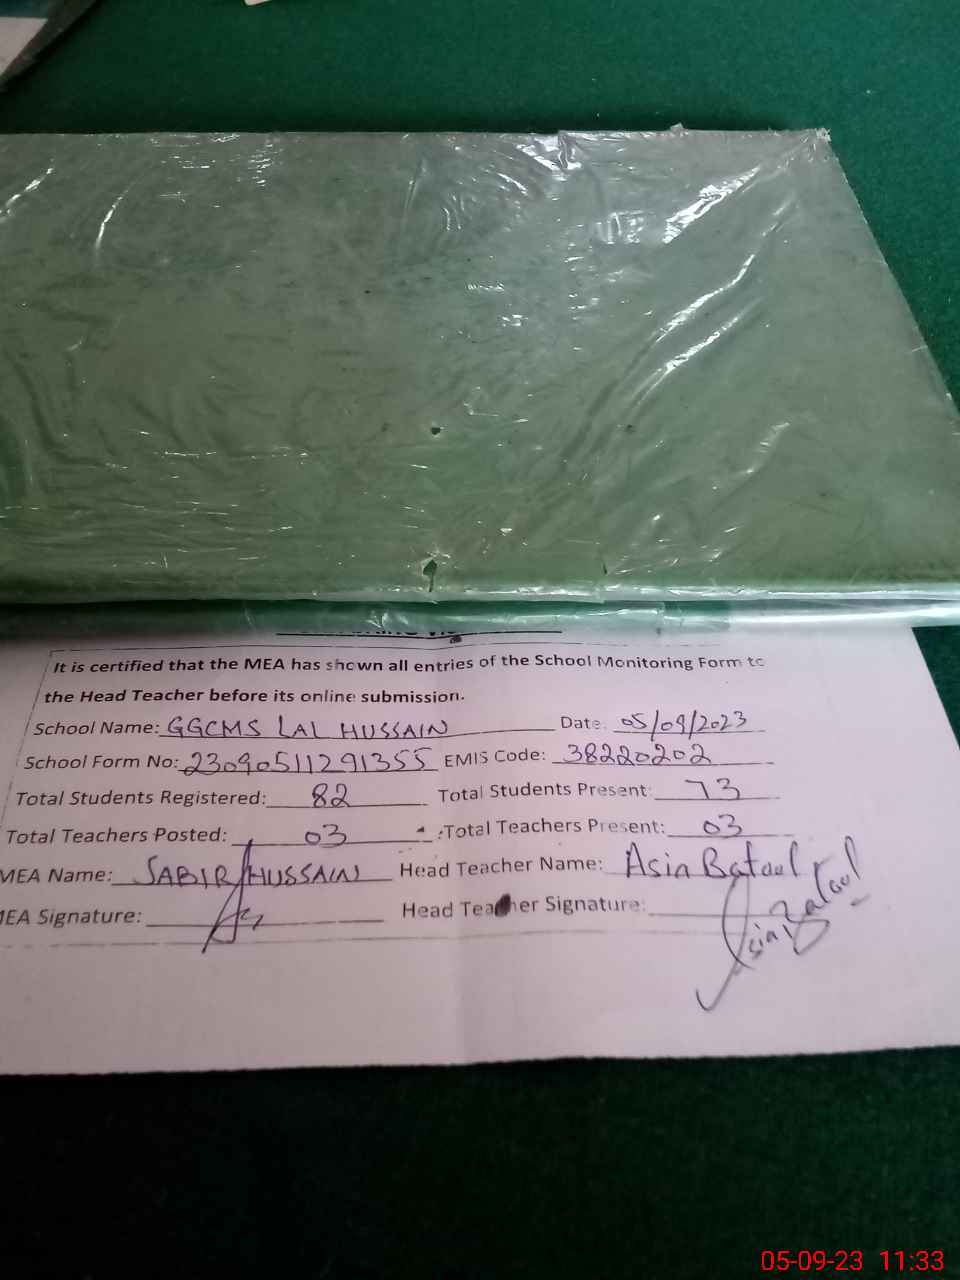 It is certified that the MEA has shown all entries of the School Monitoring Form to
the Head Teacher before its online submission.
School Name: GGCMS LAL HUSSAIN Date: 05/09/2023
School Form No: 23090511291355 EMIS Code: 38220202
Total Students Registered: 82 Total Students Present: 73
Total Teachers Posted: 03 Total Teachers Present: 03
MEA Name: SABIR HUSSAIN Head Teacher Name: Asia Batool
MEA Signature: Head Teacher Signature: Asia Batool
05-09-23 11:33